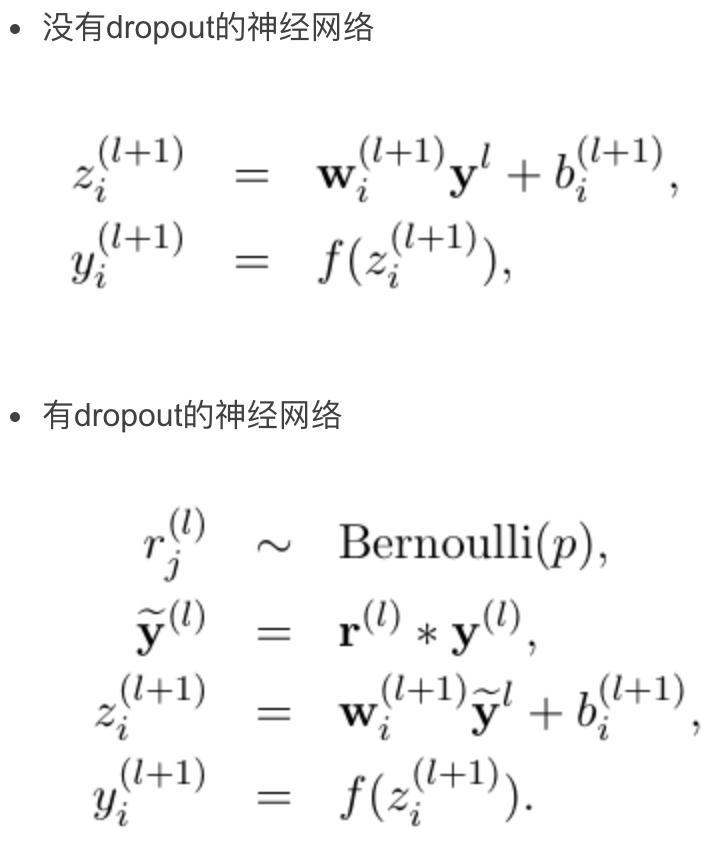 • 没有dropout的神经网络
z_i^{(l+1)} = \mathbf{w}_i^{(l+1)} \mathbf{y}^l + b_i^{(l+1)},
y_i^{(l+1)} = f(z_i^{(l+1)}),
• 有dropout的神经网络
r_j^{(l)} \sim Bernoulli(p),
\widetilde{\mathbf{y}}^{(l)} = \mathbf{r}^{(l)} * \mathbf{y}^{(l)},
z_i^{(l+1)} = \mathbf{w}_i^{(l+1)} \widetilde{\mathbf{y}}^l + b_i^{(l+1)},
y_i^{(l+1)} = f(z_i^{(l+1)}).